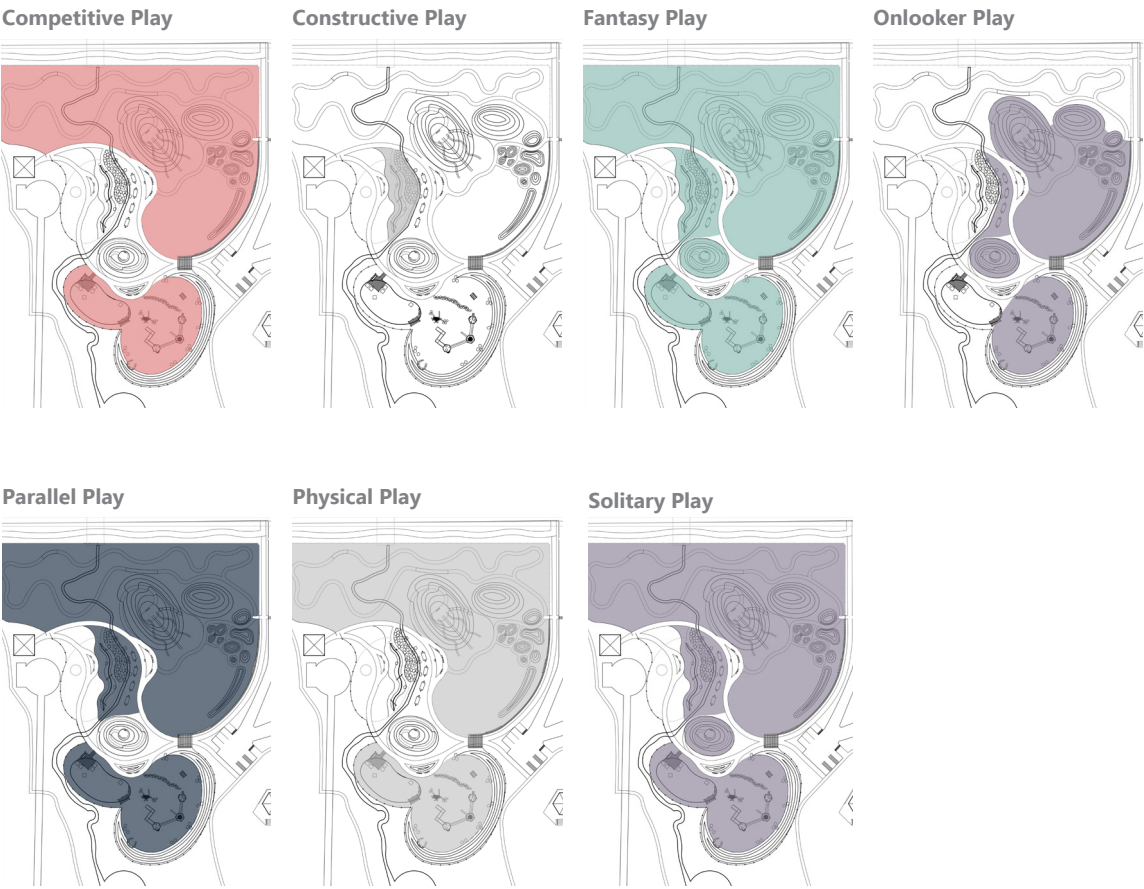 Competitive Play
Constructive Play
Fantasy Play
Onlooker Play
Parallel Play
Physical Play
Solitary Play